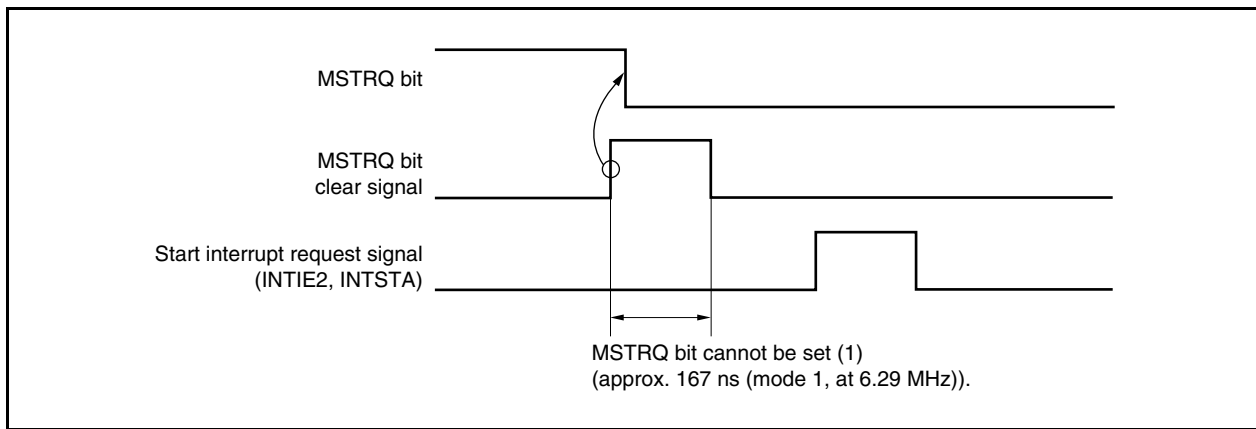 MSTRQ bit
MSTRQ bit
clear signal
Start interrupt request signal
(INTIE2, INTSTA)
MSTRQ bit cannot be set (1)
(approx. 167 ns (mode 1, at 6.29 MHz)).